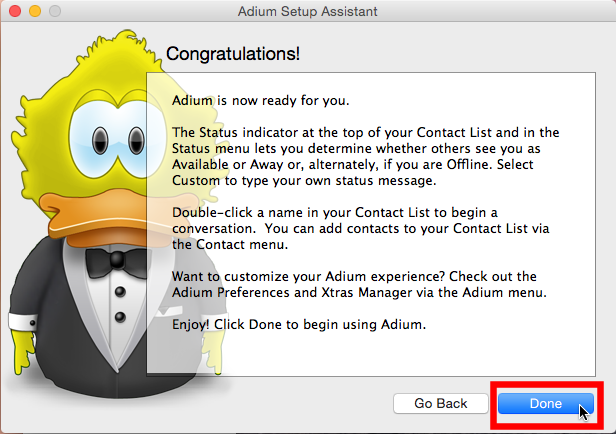 Adium Setup Assistant
Congratulations!
Adium is now ready for you.
The Status indicator at the top of your Contact List and in the
Status menu lets you determine whether others see you as
Available or Away or, alternately, if you are Offline. Select
Custom to type your own status message.
Double-click a name in your Contact List to begin a
conversation.  You can add contacts to your Contact List via
the Contact menu.
Want to customize your Adium experience? Check out the
Adium Preferences and Xtras Manager via the Adium menu.
Enjoy! Click Done to begin using Adium.
Go Back
Done